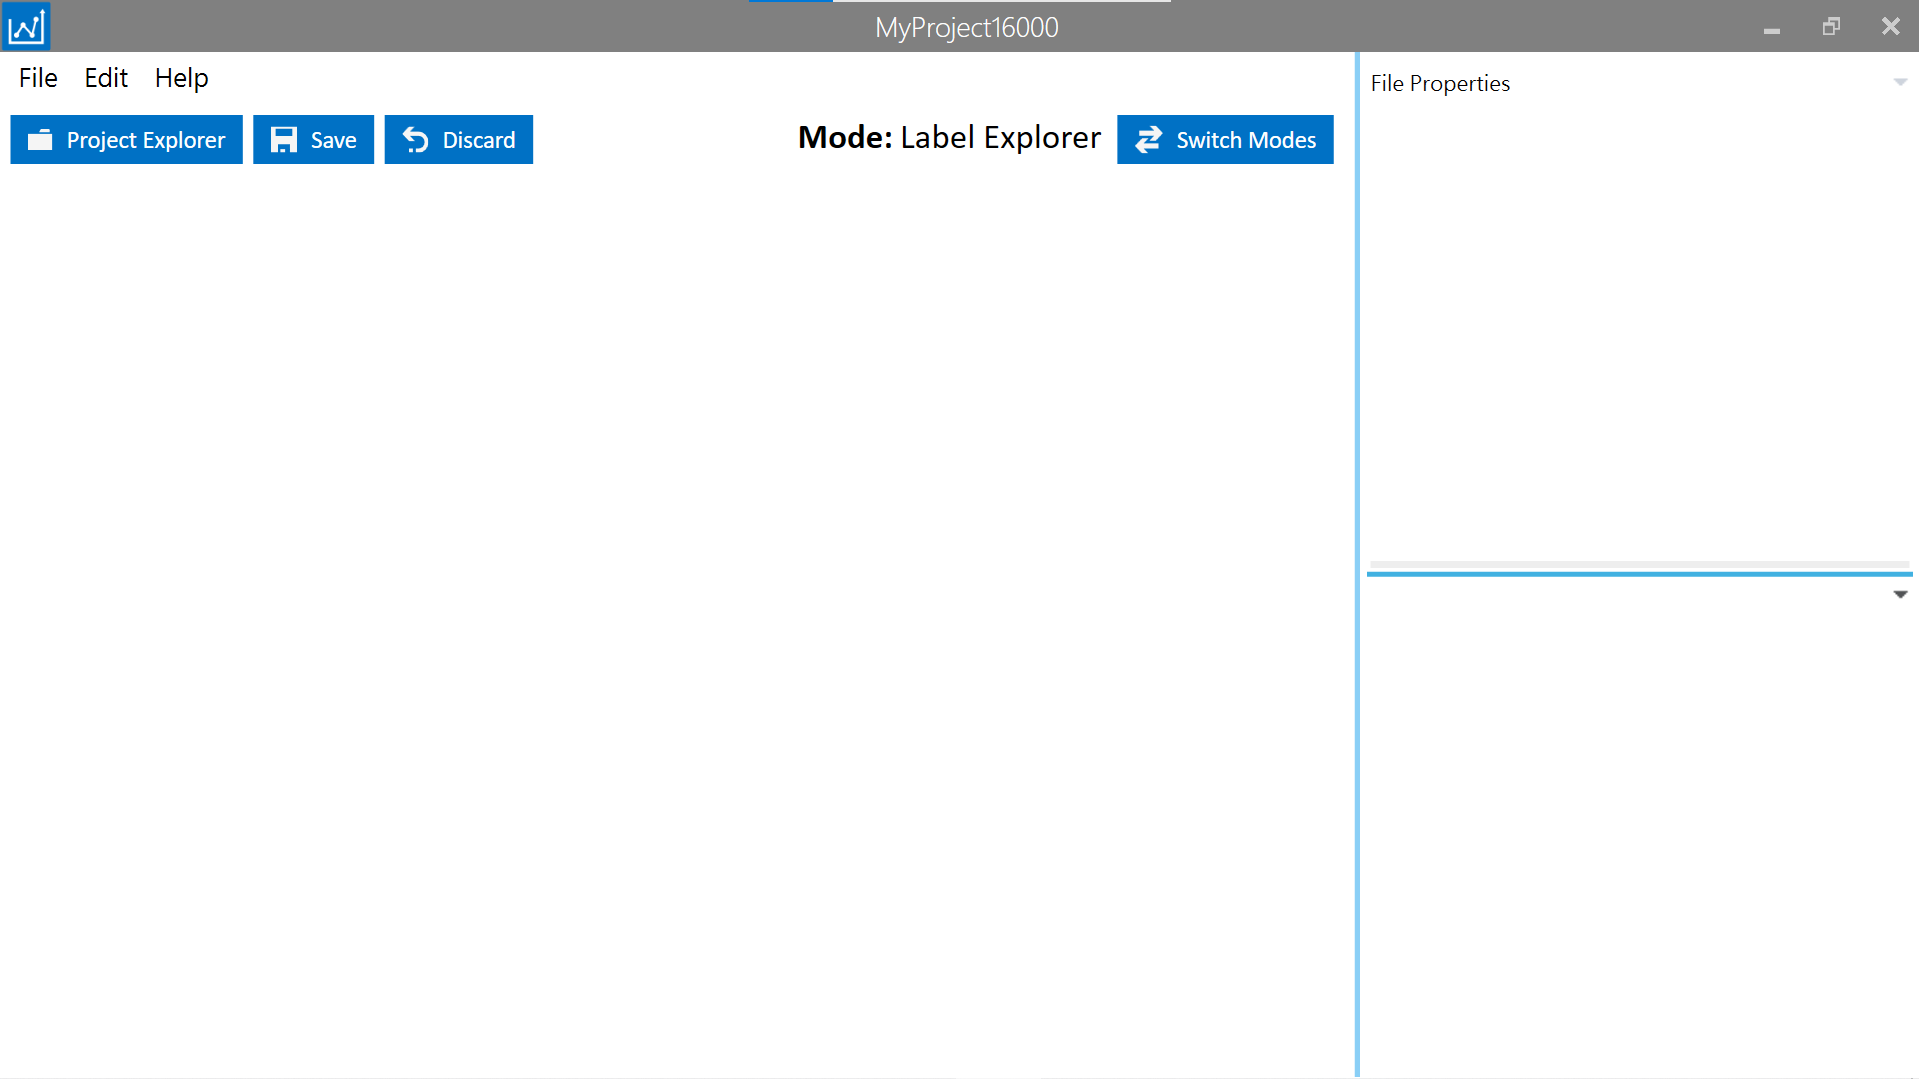 MyProject16000
File Edit Help
File Properties
Project Explorer Save Discard Mode: Label Explorer Switch Modes